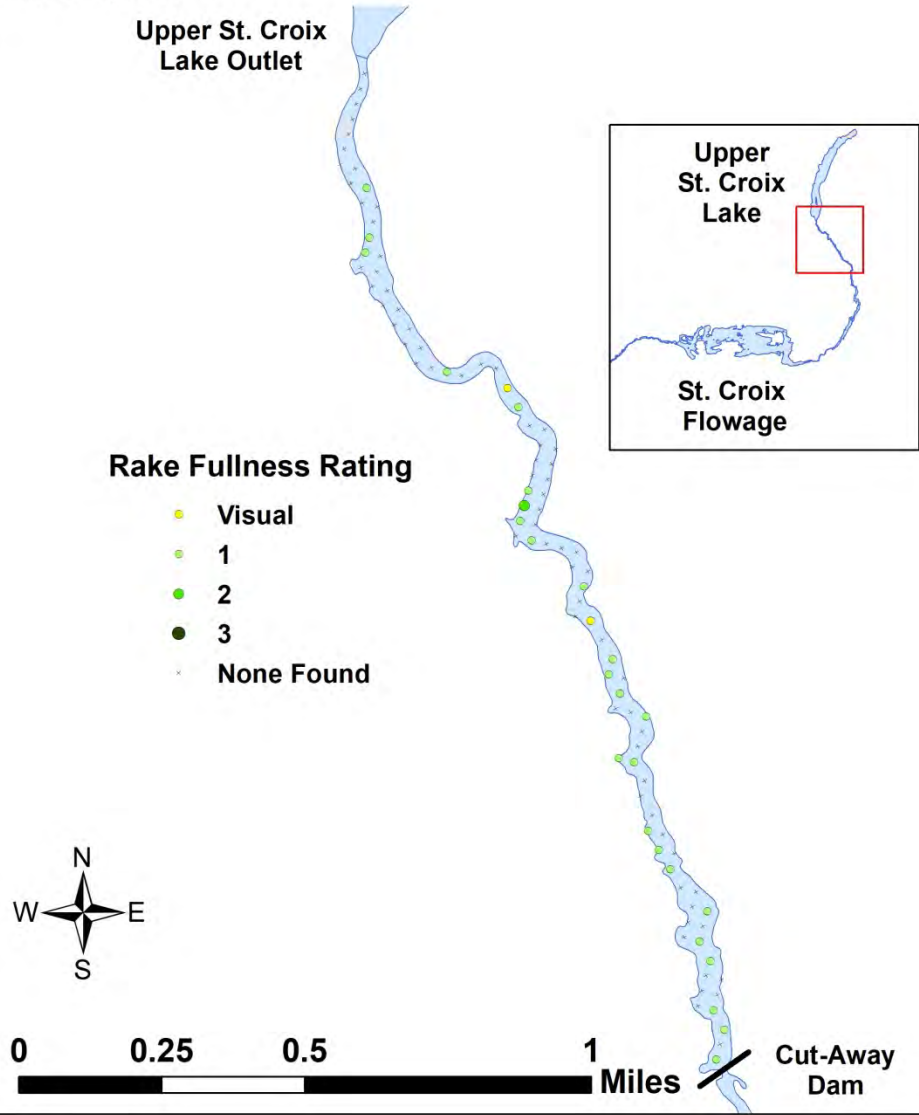 Upper St. Croix
Lake Outlet
Upper
St. Croix
Lake
St. Croix
Flowage
Rake Fullness Rating
Visual
1
2
3
None Found
N
W E
S
0 0.25 0.5 1
Miles
Cut-Away
Dam